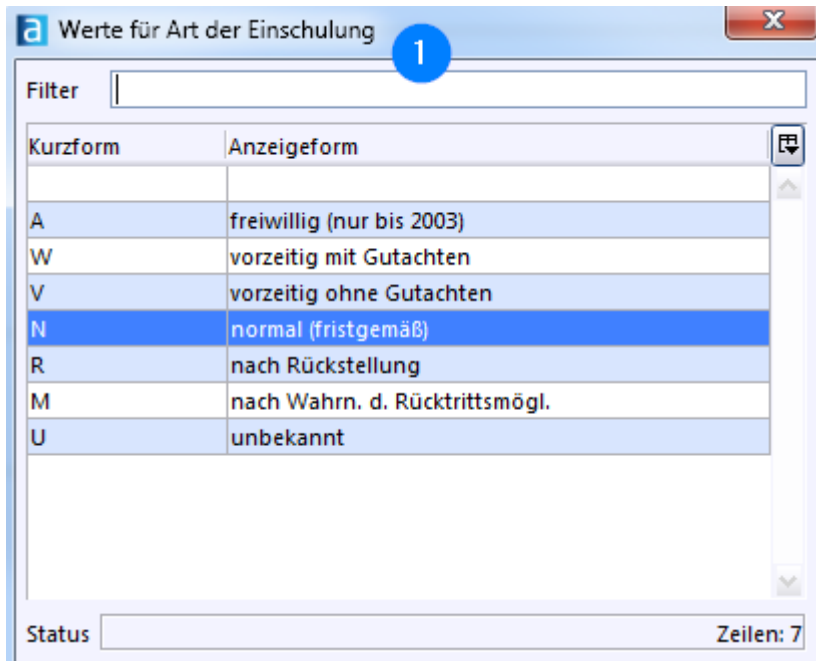 a Werte für Art der Einschulung
1
Filter
Kurzform Anzeigeform
A freiwillig (nur bis 2003)
W vorzeitig mit Gutachten
V vorzeitig ohne Gutachten
N normal (fristgemäß)
R nach Rückstellung
M nach Wahrn. d. Rücktrittsmögl.
U unbekannt
Status Zeilen: 7